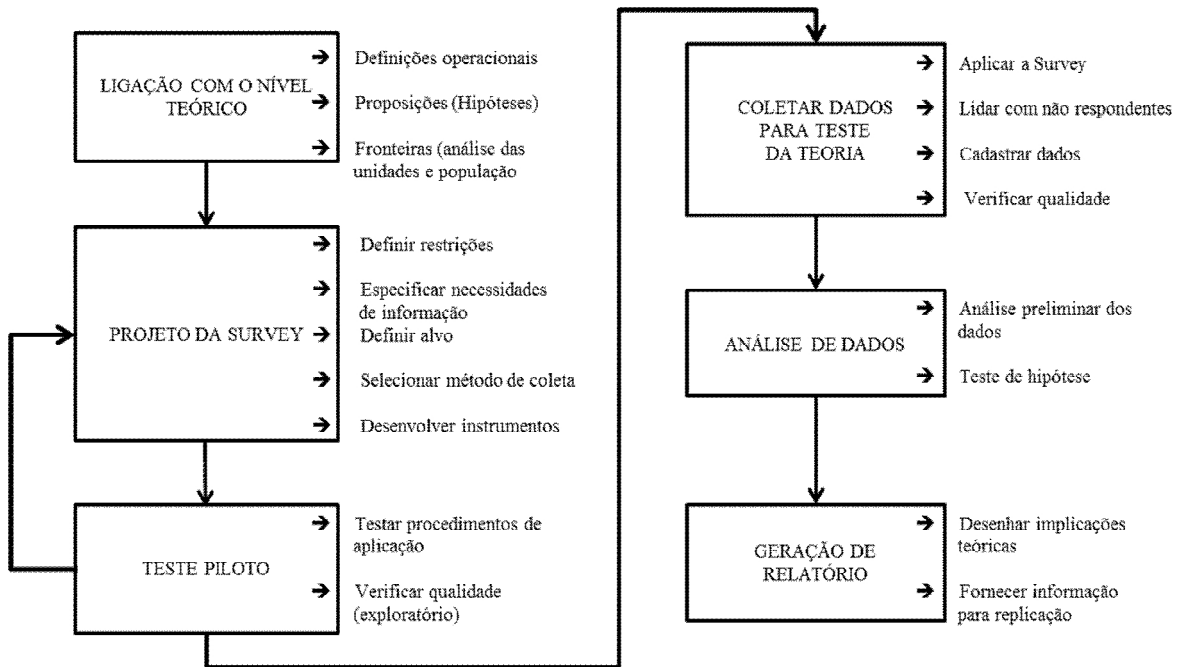 LIGAÇÃO COM O NÍVEL
TEÓRICO
→ Definições operacionais
→ Proposições (Hipóteses)
→ Fronteiras (análise das
unidades e população
PROJETO DA SURVEY
→ Definir restrições
→ Especificar necessidades
de informação
→ Definir alvo
→ Selecionar método de coleta
→ Desenvolver instrumentos
TESTE PILOTO
→ Testar procedimentos de
aplicação
→ Verificar qualidade
(exploratório)
COLETAR DADOS
PARA TESTE
DA TEORIA
→ Aplicar a Survey
→ Lidar com não respondentes
→ Cadastrar dados
→ Verificar qualidade
ANÁLISE DE DADOS
→ Análise preliminar dos
dados
→ Teste de hipótese
GERAÇÃO DE
RELATÓRIO
→ Desenhar implicações
teóricas
→ Fornecer informação
para replicação